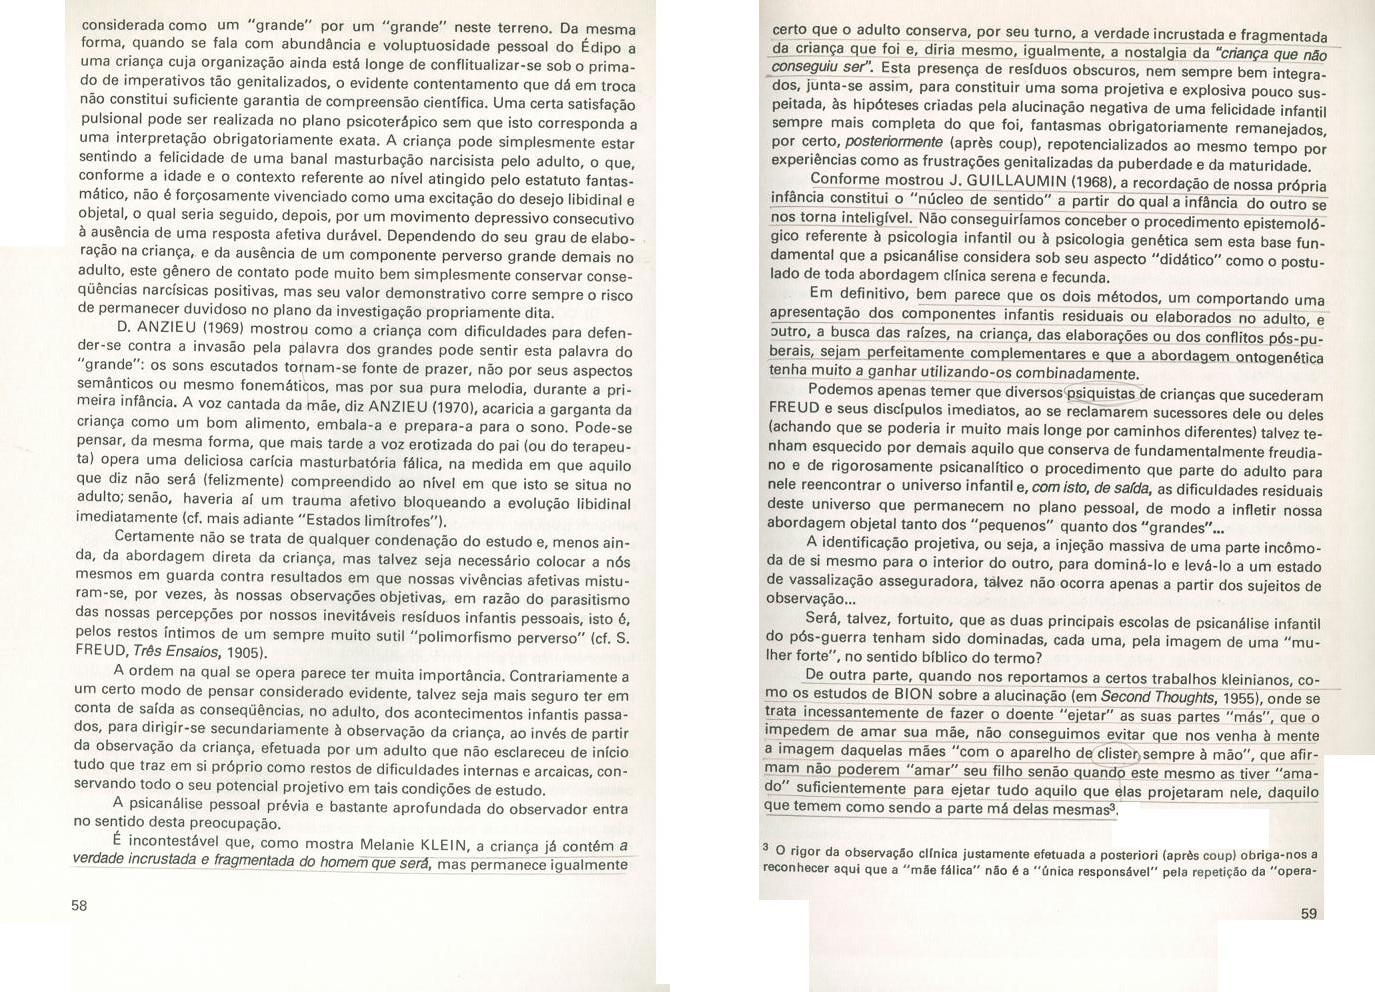 considerada como um "grande" por um "grande" neste terreno. Da mesma
forma, quando se fala com abundância e voluptuosidade pessoal do Édipo a
uma criança cuja organização ainda está longe de conflitualizar-se sob o prima-
do de imperativos tão genitalizados, o evidente contentamento que dá em troca
não constitui suficiente garantia de compreensão científica. Uma certa satisfação
pulsional pode ser realizada no plano psicoterápico sem que isto corresponda a
uma interpretação obrigatoriamente exata. A criança pode simplesmente estar
sentindo a felicidade de uma banal masturbação narcisista pelo adulto, o que,
conforme a idade e o contexto referente ao nível atingido pelo estatuto fantas-
mático, não é forçosamente vivenciado como uma excitação do desejo libidinal e
objetal, o qual seria seguido, depois, por um movimento depressivo consecutivo
à ausência de uma resposta afetiva durável. Dependendo do seu grau de elabo-
ração na criança, e da ausência de um componente perverso grande demais no
adulto, este gênero de contato pode muito bem simplesmente conservar conse-
qüências narcísicas positivas, mas seu valor demonstrativo corre sempre o risco
de permanecer duvidoso no plano da investigação propriamente dita.
D. ANZIEU (1969) mostrou como a criança com dificuldades para defen-
der-se contra a invasão pela palavra dos grandes pode sentir esta palavra do
"grande": os sons escutados tornam-se fonte de prazer, não por seus aspectos
semânticos ou mesmo fonemáticos, mas por sua pura melodia, durante a pri-
meira infância. A voz cantada da mãe, diz ANZIEU (1970), acaricia a garganta da
criança como um bom alimento, embala-a e prepara-a para o sono. Pode-se
pensar, da mesma forma, que mais tarde a voz erotizada do pai (ou do terapeu-
ta) opera uma deliciosa carícia masturbatória fálica, na medida em que aquilo
que diz não será (felizmente) compreendido ao nível em que isto se situa no
adulto; senão, haveria aí um trauma afetivo bloqueando a evolução libidinal
imediatamente (cf. mais adiante "Estados limítrofes").
Certamente não se trata de qualquer condenação do estudo e, menos ain-
da, da abordagem direta da criança, mas talvez seja necessário colocar a nós
mesmos em guarda contra resultados em que nossas vivências afetivas mistu-
ram-se, por vezes, às nossas observações objetivas, em razão do parasitismo
das nossas percepções por nossos inevitáveis resíduos infantis pessoais, isto é,
pelos restos íntimos de um sempre muito sutil "polimorfismo perverso" (cf. S.
FREUD, Três Ensaios, 1905).
A ordem na qual se opera parece ter muita importância. Contrariamente a
um certo modo de pensar considerado evidente, talvez seja mais seguro ter em
conta de saída as conseqüências, no adulto, dos acontecimentos infantis passa-
dos, para dirigir-se secundariamente à observação da criança, ao invés de partir
da observação da criança, efetuada por um adulto que não esclareceu de início
tudo que traz em si próprio como restos de dificuldades internas e arcaicas, con-
servando todo o seu potencial projetivo em tais condições de estudo.
A psicanálise pessoal prévia e bastante aprofundada do observador entra
no sentido desta preocupação.
É incontestável que, como mostra Melanie KLEIN, a criança já contém a
verdade incrustada e fragmentada do homem que será, mas permanece igualmente
58
certo que o adulto conserva, por seu turno, a verdade incrustada e fragmentada
da criança que foi e, diria mesmo, igualmente, a nostalgia da "criança que não
conseguiu ser". Esta presença de resíduos obscuros, nem sempre bem integra-
dos, junta-se assim, para constituir uma soma projetiva e explosiva pouco sus-
peitada, às hipóteses criadas pela alucinação negativa de uma felicidade infantil
sempre mais completa do que foi, fantasmas obrigatoriamente remanejados,
por certo, posteriormente (après coup), repotencializados ao mesmo tempo por
experiências como as frustrações genitalizadas da puberdade e da maturidade.
Conforme mostrou J. GUILLAUMIN (1968), a recordação de nossa própria
infância constitui o "núcleo de sentido" a partir do qual a infância do outro se
nos torna inteligível. Não conseguiríamos conceber o procedimento epistemoló-
gico referente à psicologia infantil ou à psicologia genética sem esta base fun-
damental que a psicanálise considera sob seu aspecto "didático" como o postu-
lado de toda abordagem clínica serena e fecunda.
Em definitivo, bem parece que os dois métodos, um comportando uma
apresentação dos componentes infantis residuais ou elaborados no adulto, e
outro, a busca das raízes, na criança, das elaborações ou dos conflitos pós-pu-
berais, sejam perfeitamente complementares e que a abordagem ontogenética
tenha muito a ganhar utilizando-os combinadamente.
Podemos apenas temer que diversos psiquistas de crianças que sucederam
FREUD e seus discípulos imediatos, ao se reclamarem sucessores dele ou deles
(achando que se poderia ir muito mais longe por caminhos diferentes) talvez te-
nham esquecido por demais aquilo que conserva de fundamentalmente freudia-
no e de rigorosamente psicanalítico o procedimento que parte do adulto para
nele reencontrar o universo infantil e, com isto, de saída, as dificuldades residuais
deste universo que permanecem no plano pessoal, de modo a infletir nossa
abordagem objetal tanto dos "pequenos" quanto dos "grandes"...
A identificação projetiva, ou seja, a injeção massiva de uma parte incômo-
da de si mesmo para o interior do outro, para dominá-lo e levá-lo a um estado
de vassalização asseguradora, talvez não ocorra apenas a partir dos sujeitos de
observação...
Será, talvez, fortuito, que as duas principais escolas de psicanálise infantil
do pós-guerra tenham sido dominadas, cada uma, pela imagem de uma "mu-
lher forte", no sentido bíblico do termo?
De outra parte, quando nos reportamos a certos trabalhos kleinianos, co-
mo os estudos de BION sobre a alucinação (em Second Thoughts, 1955), onde se
trata incessantemente de fazer o doente "ejetar" as suas partes "más", que o
impedem de amar sua mãe, não conseguimos evitar que nos venha à mente
a imagem daquelas mães "com o aparelho de clister sempre à mão", que afir-
mam não poderem "amar" seu filho senão quando este mesmo as tiver "ama-
do" suficientemente para ejetar tudo aquilo que elas projetaram nele, daquilo
que temem como sendo a parte má delas mesmas³.
³ O rigor da observação clínica justamente efetuada a posteriori (après coup) obriga-nos a
reconhecer aqui que a "mãe fálica" não é a "única responsável" pela repetição da "opera-
59